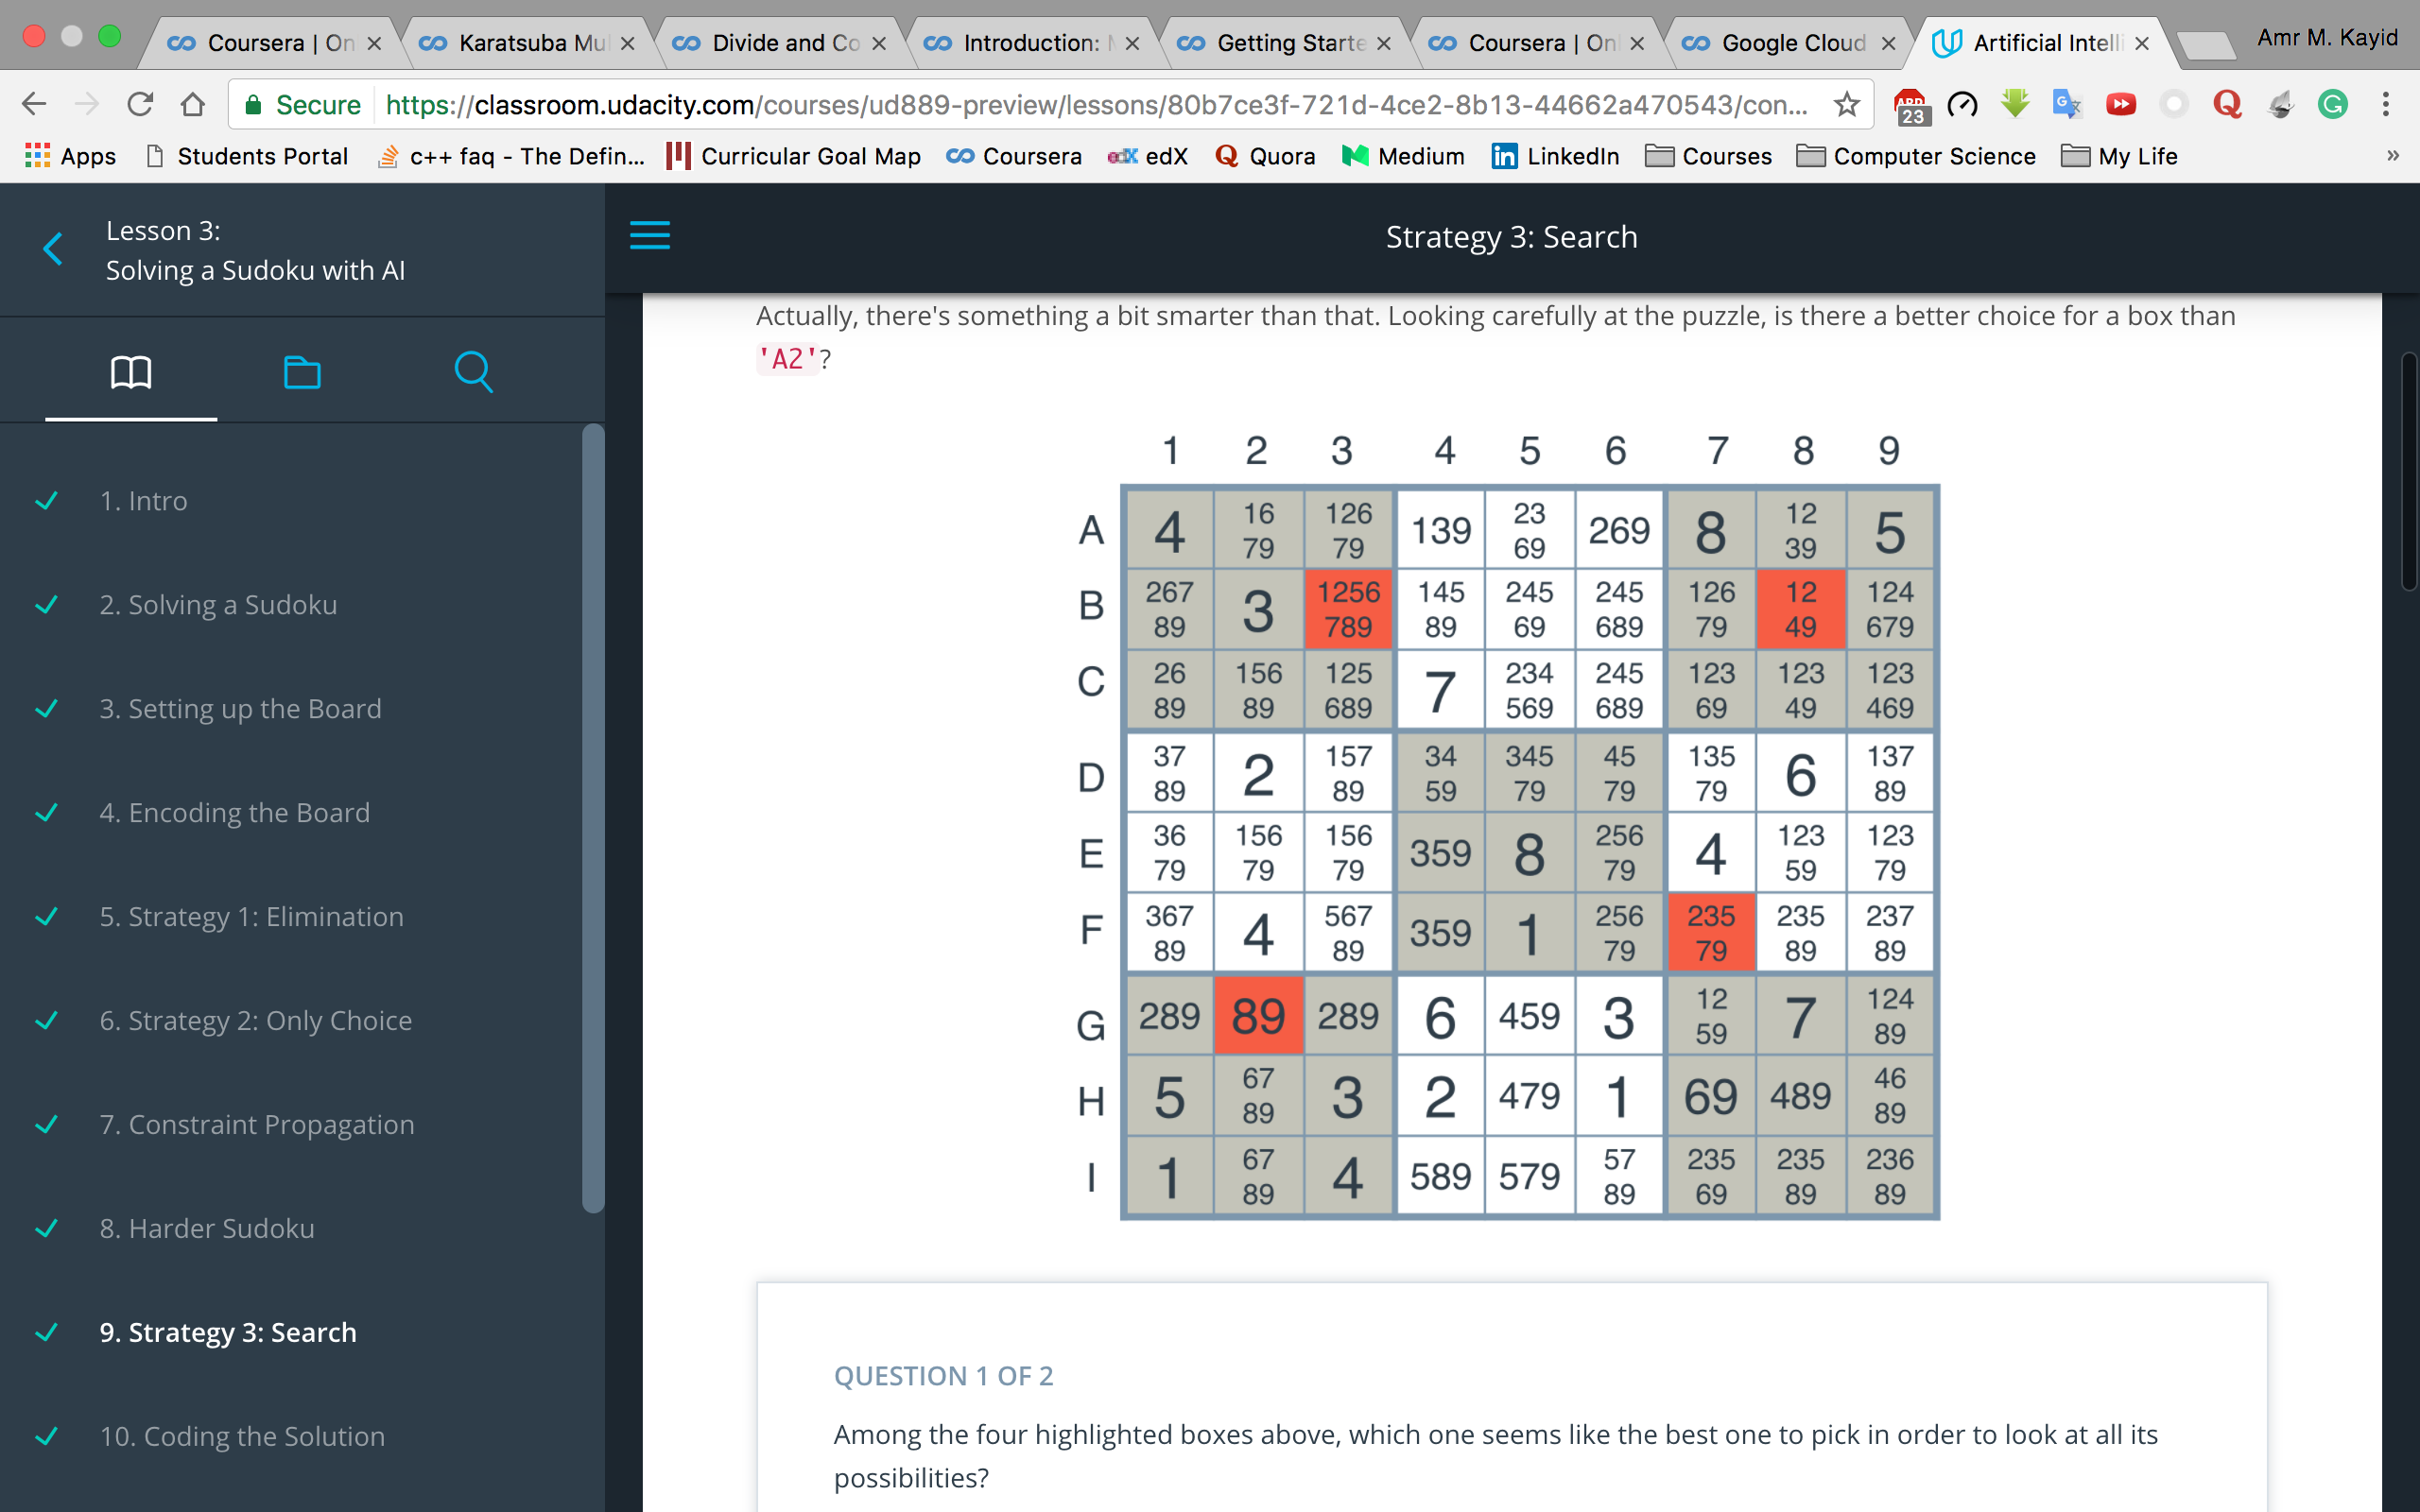 Coursera | On
Karatsuba Mul
Divide and Co
Introduction:
Getting Starte
Coursera | Onl
Google Cloud
Artificial Intelli
Amr M. Kayid
Secure https://classroom.udacity.com/courses/ud889-preview/lessons/80b7ce3f-721d-4ce2-8b13-44662a470543/con...
ABP
23
Apps Students Portal c++ faq - The Defin... Curricular Goal Map Coursera edX edX Quora Medium in LinkedIn Courses Computer Science My Life »
Lesson 3:
Solving a Sudoku with AI
1. Intro
2. Solving a Sudoku
3. Setting up the Board
4. Encoding the Board
5. Strategy 1: Elimination
6. Strategy 2: Only Choice
7. Constraint Propagation
8. Harder Sudoku
9. Strategy 3: Search
10. Coding the Solution
Strategy 3: Search
Actually, there's something a bit smarter than that. Looking carefully at the puzzle, is there a better choice for a box than
'A2'?
1 2 3 4 5 6 7 8 9
A 4 1679 12679 139 2369 269 8 1239 5
B 26789 3 1256789 14589 24569 245689 12679 1249 124679
C 2689 15689 125689 7 234569 245689 12369 12349 123469
D 3789 2 15789 3459 34579 4579 13579 6 13789
E 3679 15679 15679 359 8 25679 4 12359 12379
F 36789 4 56789 359 1 25679 23579 23589 23789
G 289 89 289 6 459 3 1259 7 12489
H 5 6789 3 2 479 1 69 489 4689
I 1 6789 4 589 579 5789 23569 23589 23689
QUESTION 1 OF 2
Among the four highlighted boxes above, which one seems like the best one to pick in order to look at all its
possibilities?